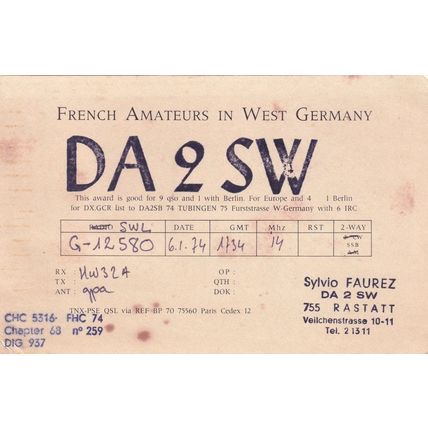 FRENCH AMATEURS IN WEST GERMANY
DA2SW
This award is good for 9 qso and 1 with Berlin. For Europe and 4 1 Berlin
for DX.GCR list to DA2SB 74 TUBINGEN 75 Furststrasse W-Germany with 6 IRC
SWL DATE GMT Mhz RST 2-WAY
G-12580 6.1.74 1734 14 SSB
RX : HW32A OP :
TX : QTH :
ANT : gpa DOK :
TNX-PSE QSL via REF BP 70 75560 Paris Cedex 12
CHC 5316- FHC 74
Chapter 68 n° 259
DIG 937
Sylvio FAUREZ
DA 2 SW
755 RASTATT
Veilchenstrasse 10-11
Tel. 2 13 11